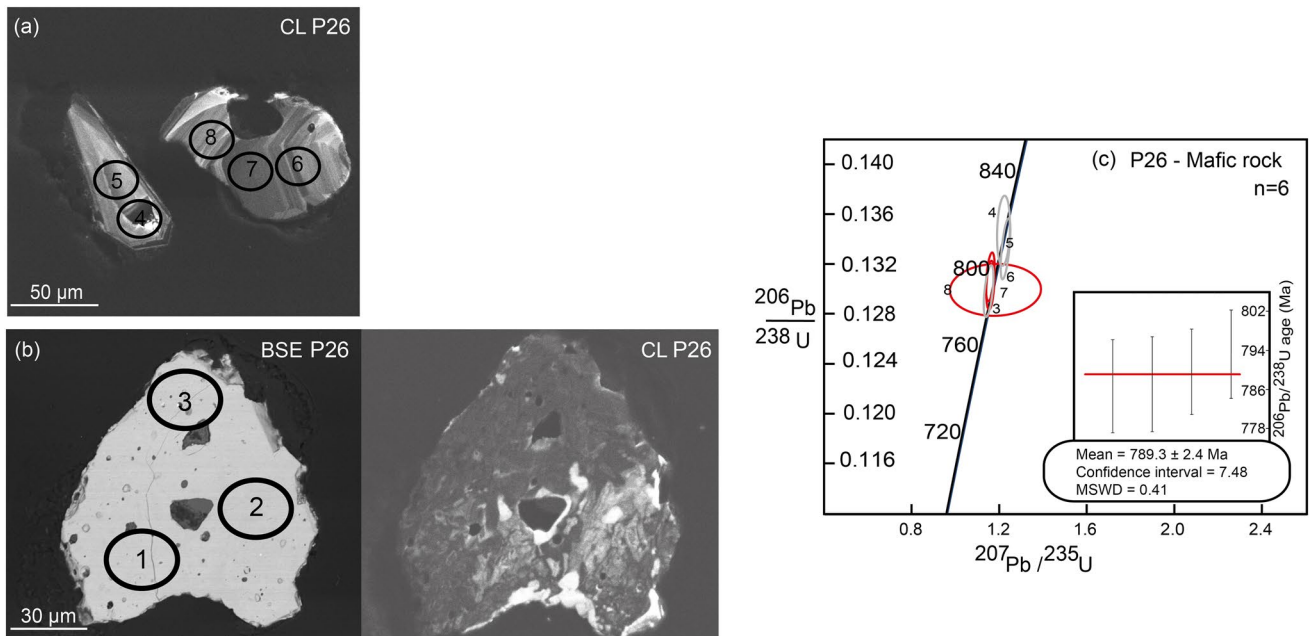 (a)
CL P26
8
7
6
5
4
50 µm
(b)
BSE P26
CL P26
3
2
1
30 µm
(c) P26 - Mafic rock
n=6
0.140
0.136
0.132
0.128
0.124
0.120
0.116
206Pb
238U
840
800
760
720
4
5
6
8
7
3
802
794
786
778
206Pb/238U age (Ma)
Mean = 789.3 ± 2.4 Ma
Confidence interval = 7.48
MSWD = 0.41
0.8 1.2 1.6 2.0 2.4
207Pb /235U